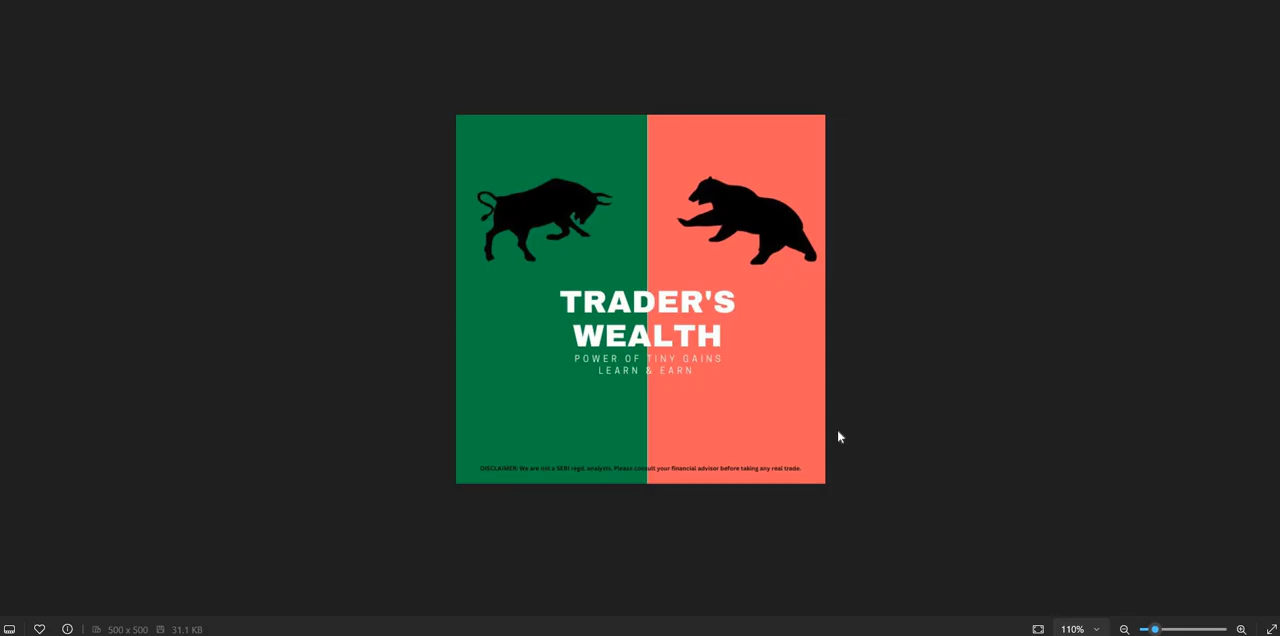 TRADER'S
WEALTH
POWER OF TINY GAINS
LEARN & EARN
DISCLAIMER: We are not a SEBI regd. analysts. Please consult your financial advisor before taking any real trade.
500 x 500 31.1 KB 110%